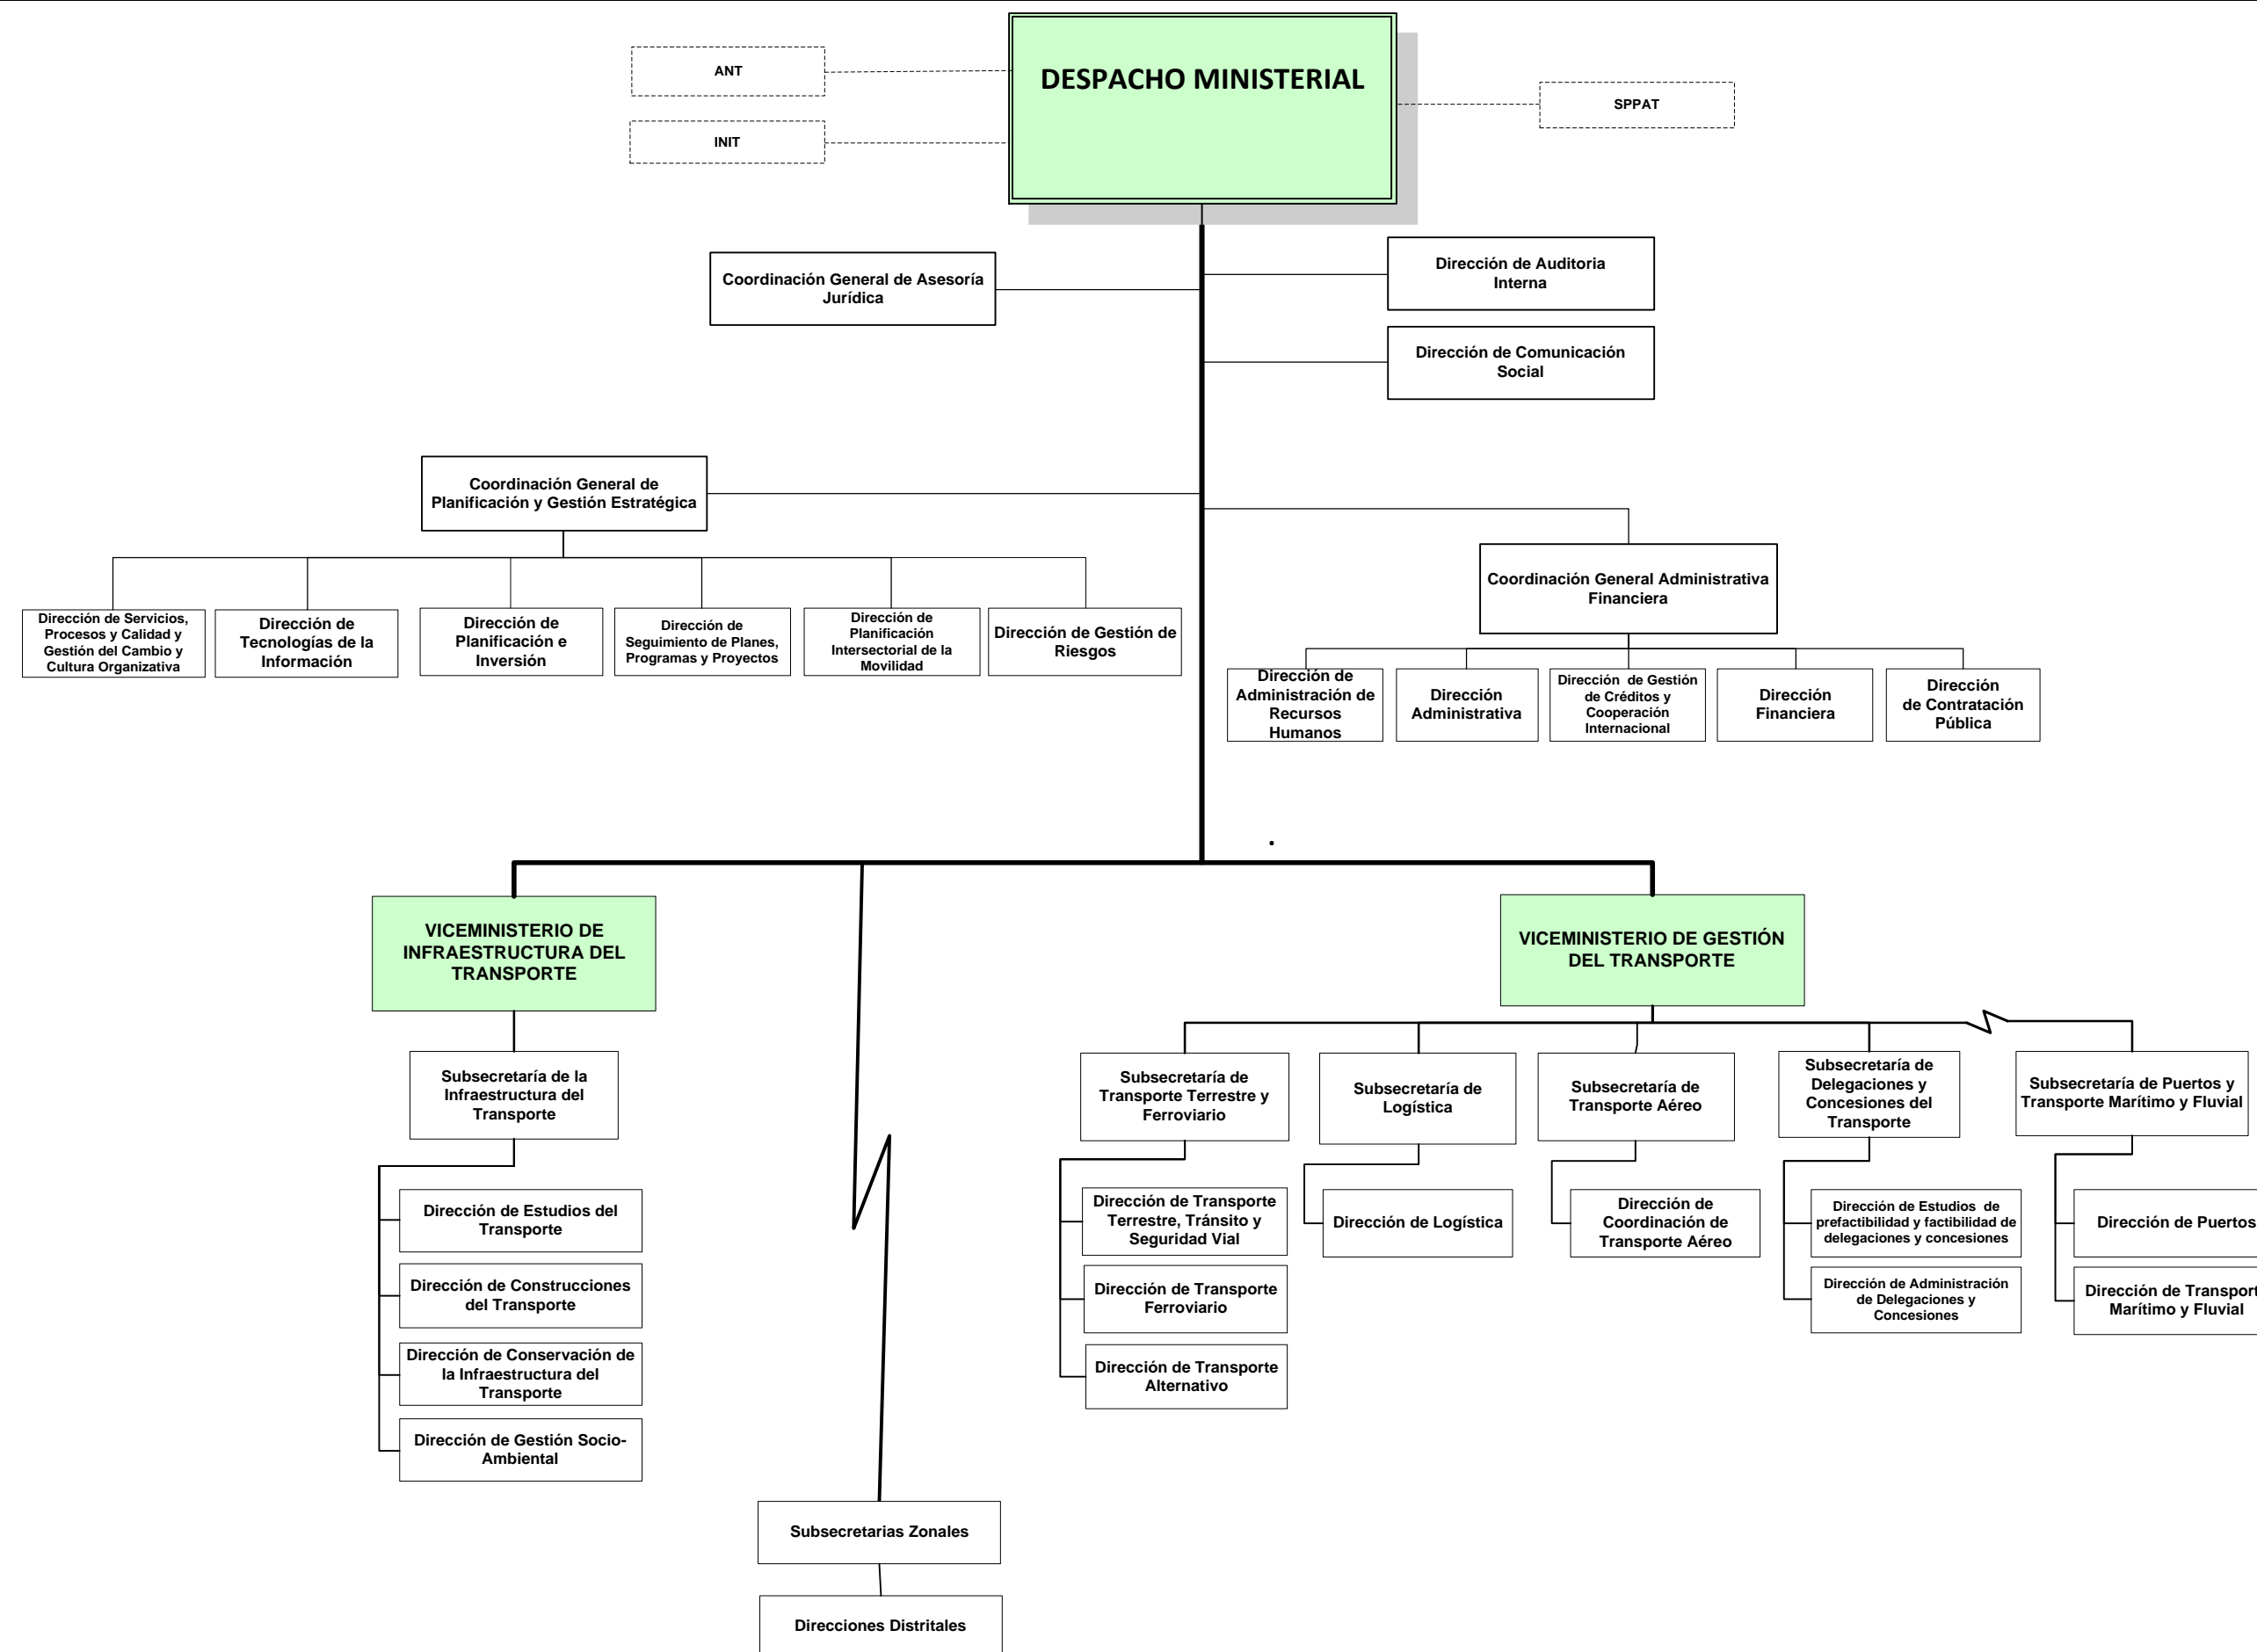 DESPACHO MINISTERIAL
ANT
INIT
SPPAT
Coordinación General de Asesoría
Jurídica
Dirección de Auditoria
Interna
Dirección de Comunicación
Social
Coordinación General de
Planificación y Gestión Estratégica
Coordinación General Administrativa
Financiera
Dirección de Servicios,
Procesos y Calidad y
Gestión del Cambio y
Cultura Organizativa
Dirección de
Tecnologías de la
Información
Dirección de
Planificación e
Inversión
Dirección de
Seguimiento de Planes,
Programas y Proyectos
Dirección de
Planificación
Intersectorial de la
Movilidad
Dirección de Gestión de
Riesgos
Dirección de
Administración de
Recursos
Humanos
Dirección
Administrativa
Dirección de Gestión
de Créditos y
Cooperación
Internacional
Dirección
Financiera
Dirección
de Contratación
Pública
.
VICEMINISTERIO DE
INFRAESTRUCTURA DEL
TRANSPORTE
VICEMINISTERIO DE GESTIÓN
DEL TRANSPORTE
Subsecretaría de la
Infraestructura del
Transporte
Subsecretaría de
Transporte Terrestre y
Ferroviario
Subsecretaría de
Logística
Subsecretaría de
Transporte Aéreo
Subsecretaría de
Delegaciones y
Concesiones del
Transporte
Subsecretaría de Puertos y
Transporte Marítimo y Fluvial
Dirección de Estudios del
Transporte
Dirección de Construcciones
del Transporte
Dirección de Conservación de
la Infraestructura del
Transporte
Dirección de Gestión Socio-
Ambiental
Dirección de Transporte
Terrestre, Tránsito y
Seguridad Vial
Dirección de Transporte
Ferroviario
Dirección de Transporte
Alternativo
Dirección de Logística
Dirección de
Coordinación de
Transporte Aéreo
Dirección de Estudios de
prefactibilidad y factibilidad de
delegaciones y concesiones
Dirección de Administración
de Delegaciones y
Concesiones
Dirección de Puertos
Dirección de Transport
Marítimo y Fluvial
Subsecretarias Zonales
Direcciones Distritales